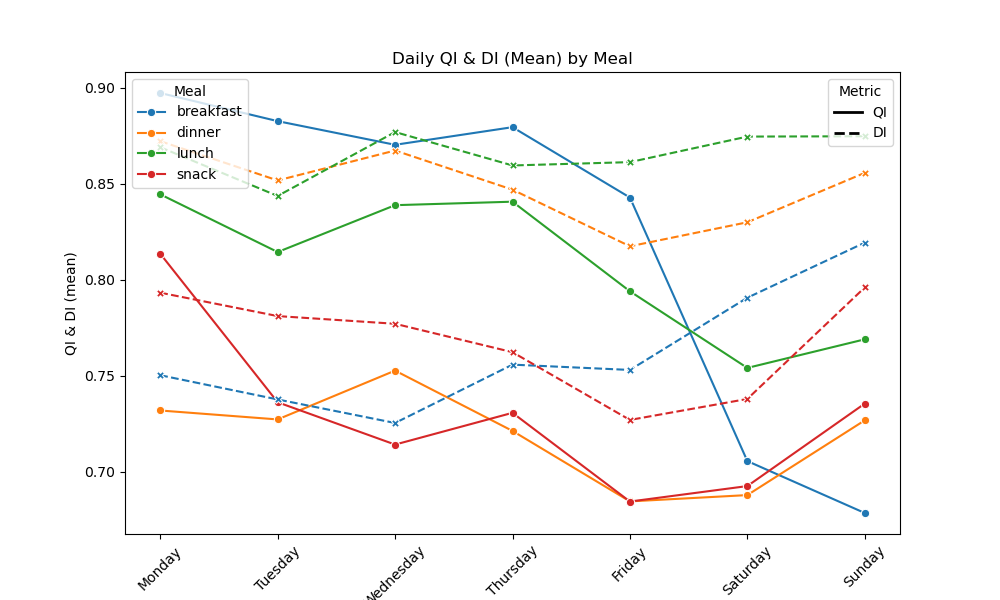 Daily QI & DI (Mean) by Meal
QI & DI (mean)
0.90
0.85
0.80
0.75
0.70
Meal
breakfast
dinner
lunch
snack
Metric
QI
DI
Monday
Tuesday
Wednesday
Thursday
Friday
Saturday
Sunday